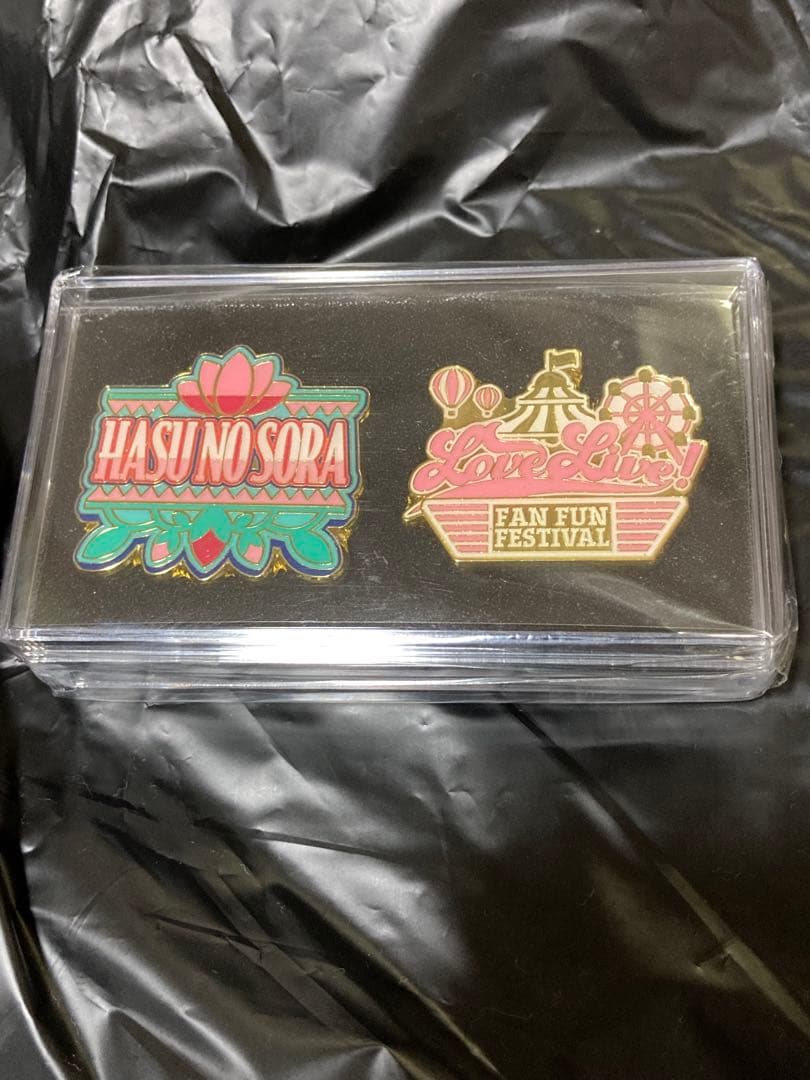 HASU NO SORA
Love Live!
FAN FUN
FESTIVAL